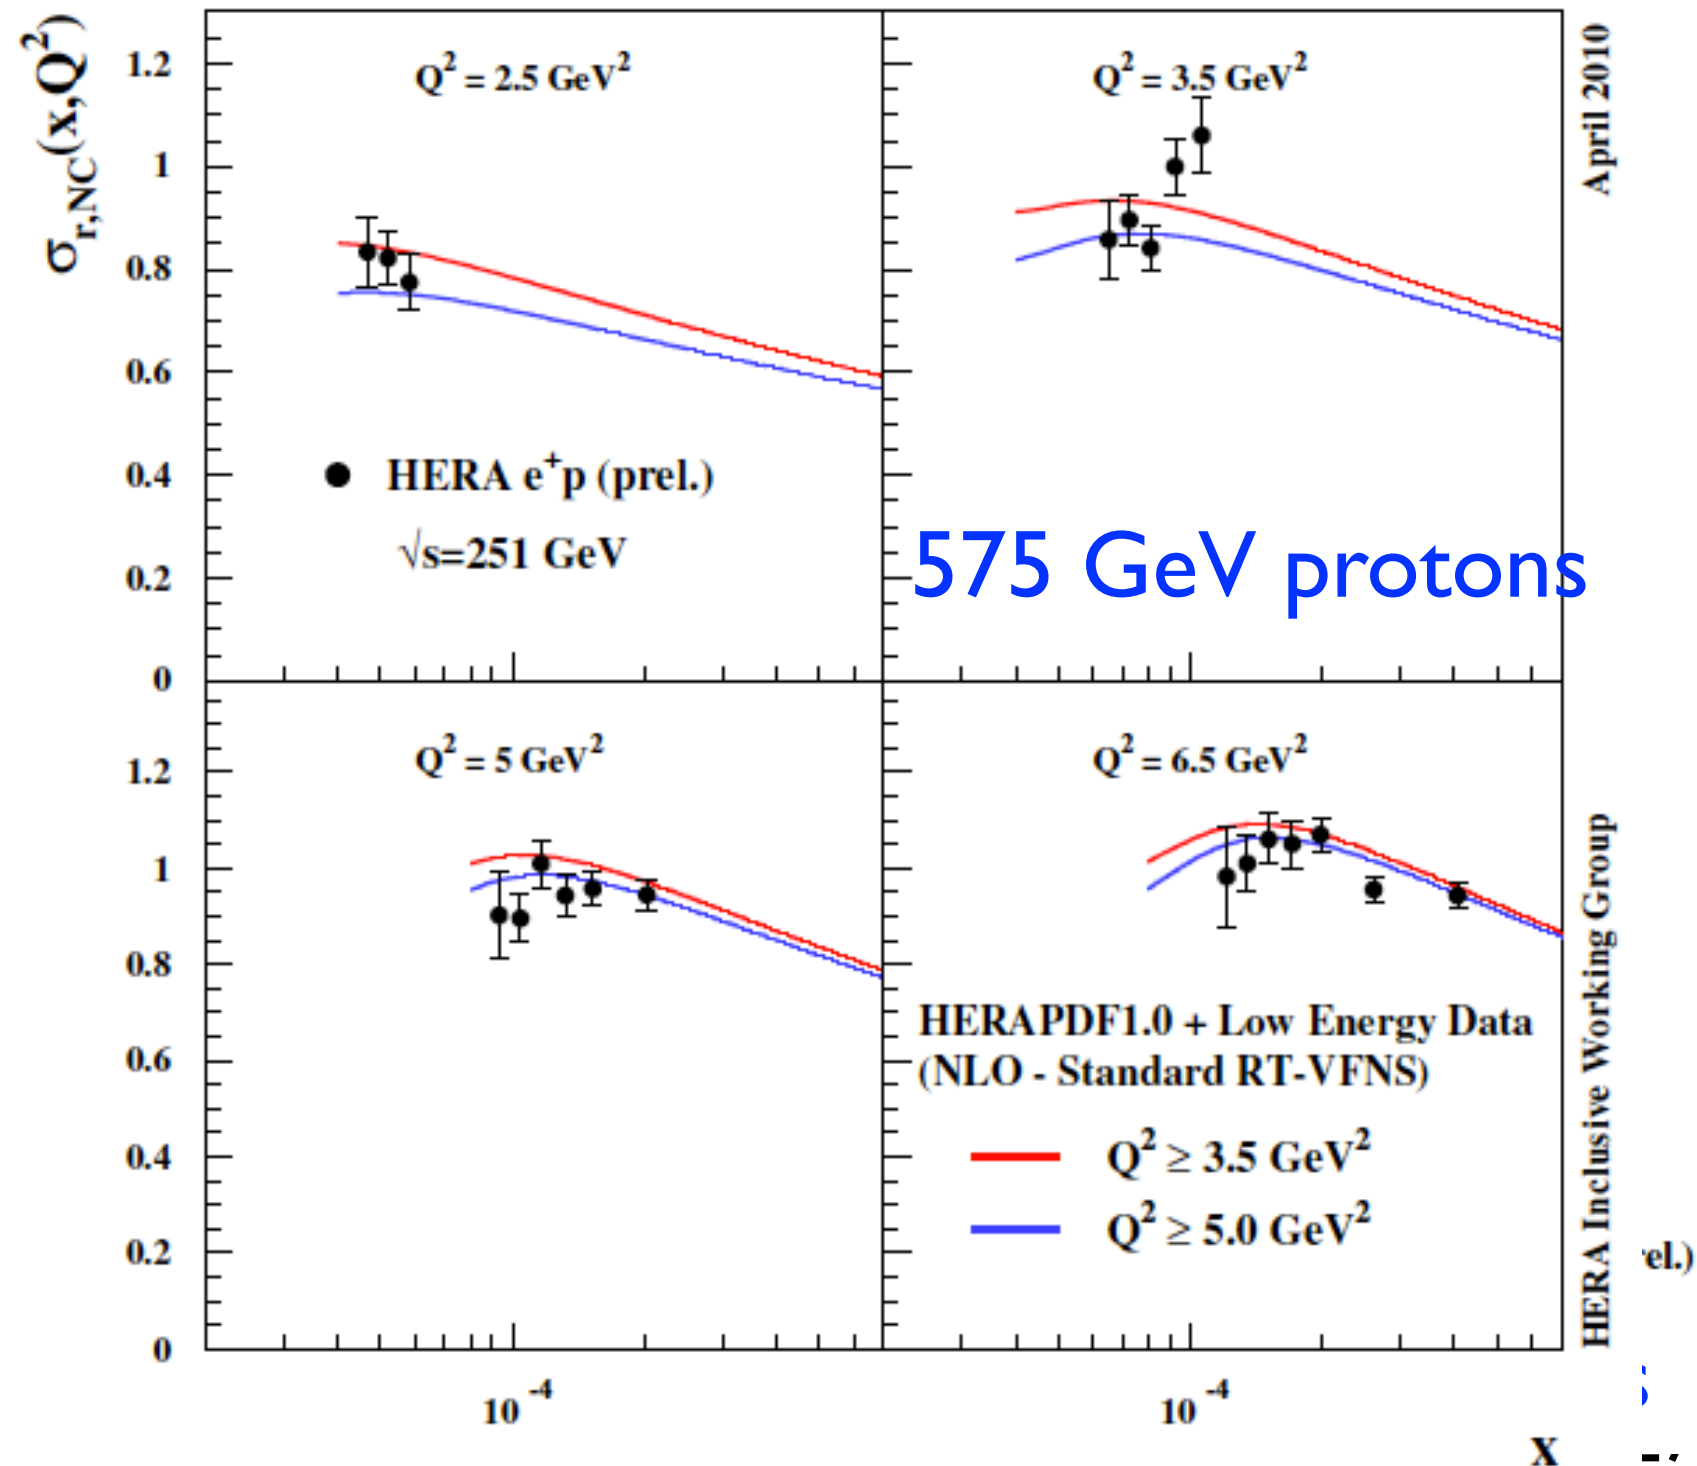 σr,NC(x,Q²)
1.2
1
0.8
0.6
0.4
0.2
0
Q² = 2.5 GeV²
HERA e⁺p (prel.)
√s=251 GeV
Q² = 3.5 GeV²
575 GeV protons
April 2010
1.2
1
0.8
0.6
0.4
0.2
0
Q² = 5 GeV²
Q² = 6.5 GeV²
HERAPDF1.0 + Low Energy Data
(NLO - Standard RT-VFNS)
Q² ≥ 3.5 GeV²
Q² ≥ 5.0 GeV²
HERA Inclusive Working Group
el.)
10⁻⁴
10⁻⁴
x